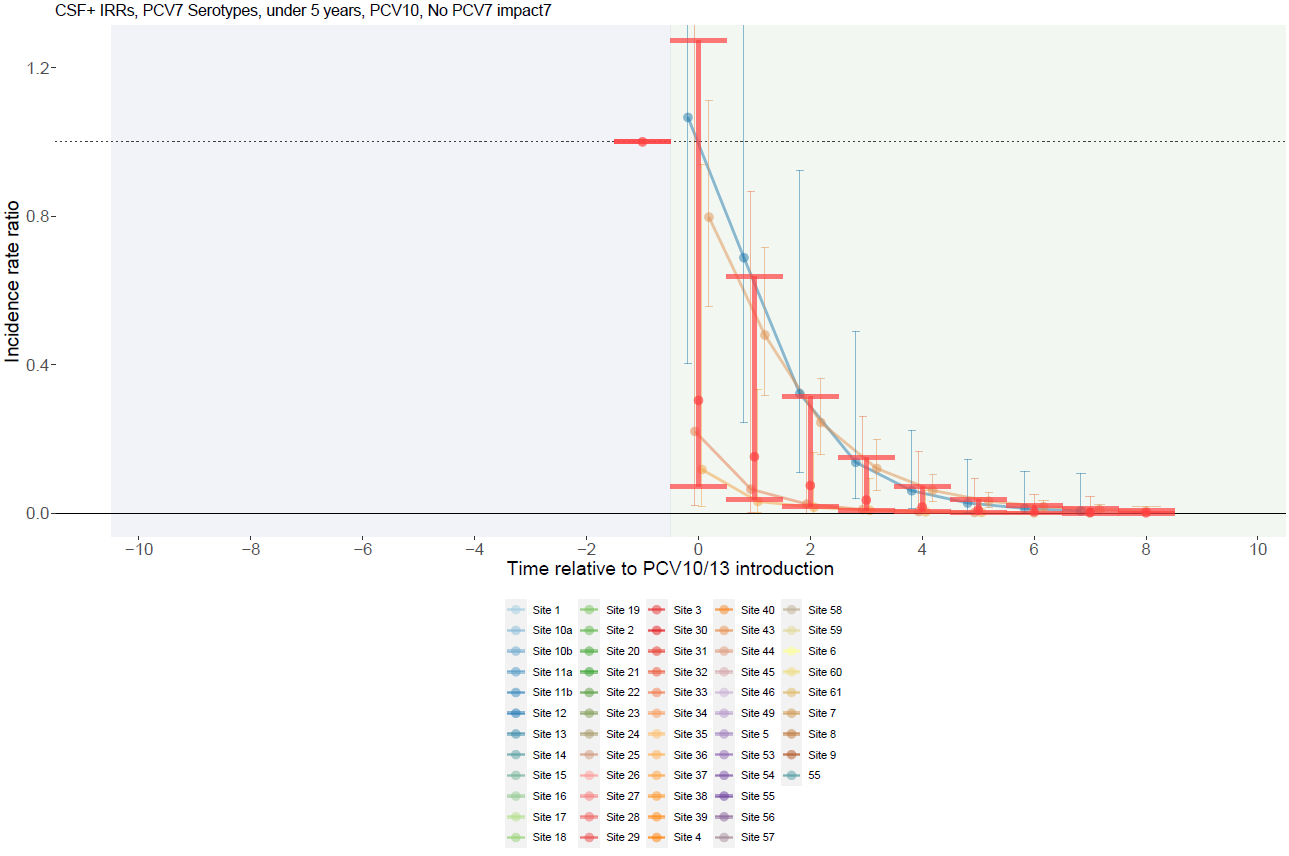 CSF+ IRRs, PCV7 Serotypes, under 5 years, PCV10, No PCV7 impact7
Incidence rate ratio
1.2
0.8
0.4
0.0
−10 −8 −6 −4 −2 0 2 4 6 8 10
Time relative to PCV10/13 introduction
Site 1 Site 19 Site 3 Site 40 Site 58
Site 10a Site 2 Site 30 Site 43 Site 59
Site 10b Site 20 Site 31 Site 44 Site 6
Site 11a Site 21 Site 32 Site 45 Site 60
Site 11b Site 22 Site 33 Site 46 Site 61
Site 12 Site 23 Site 34 Site 49 Site 7
Site 13 Site 24 Site 35 Site 5 Site 8
Site 14 Site 25 Site 36 Site 53 Site 9
Site 15 Site 26 Site 37 Site 54 55
Site 16 Site 27 Site 38 Site 55
Site 17 Site 28 Site 39 Site 56
Site 18 Site 29 Site 4 Site 57